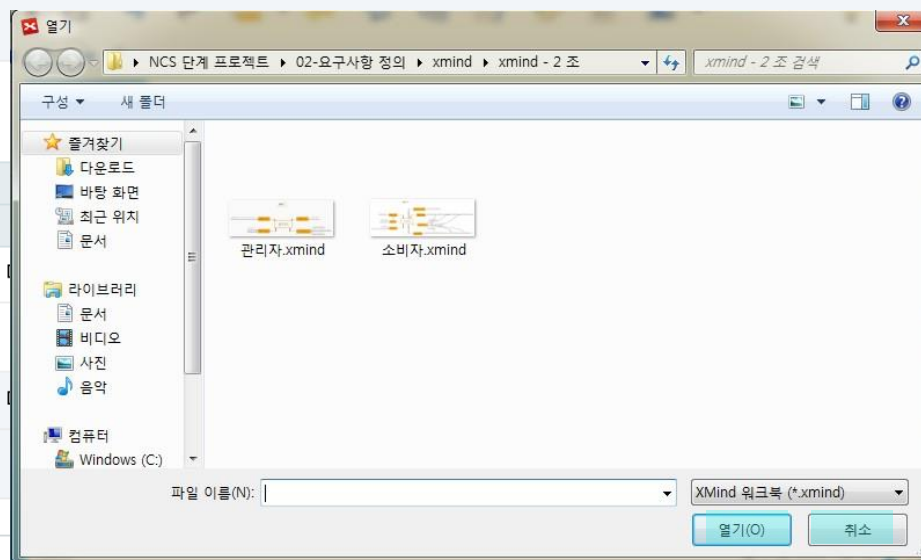 열기
NCS 단계 프로젝트 ▸ 02-요구사항 정의 ▸ xmind ▸ xmind - 2 조
xmind - 2 조 검색
구성 새 폴더
즐겨찾기
다운로드
바탕 화면
최근 위치
문서
라이브러리
문서
비디오
사진
음악
컴퓨터
Windows (C:)
관리자.xmind
소비자.xmind
파일 이름(N):
XMind 워크북 (*.xmind)
열기(O)
취소